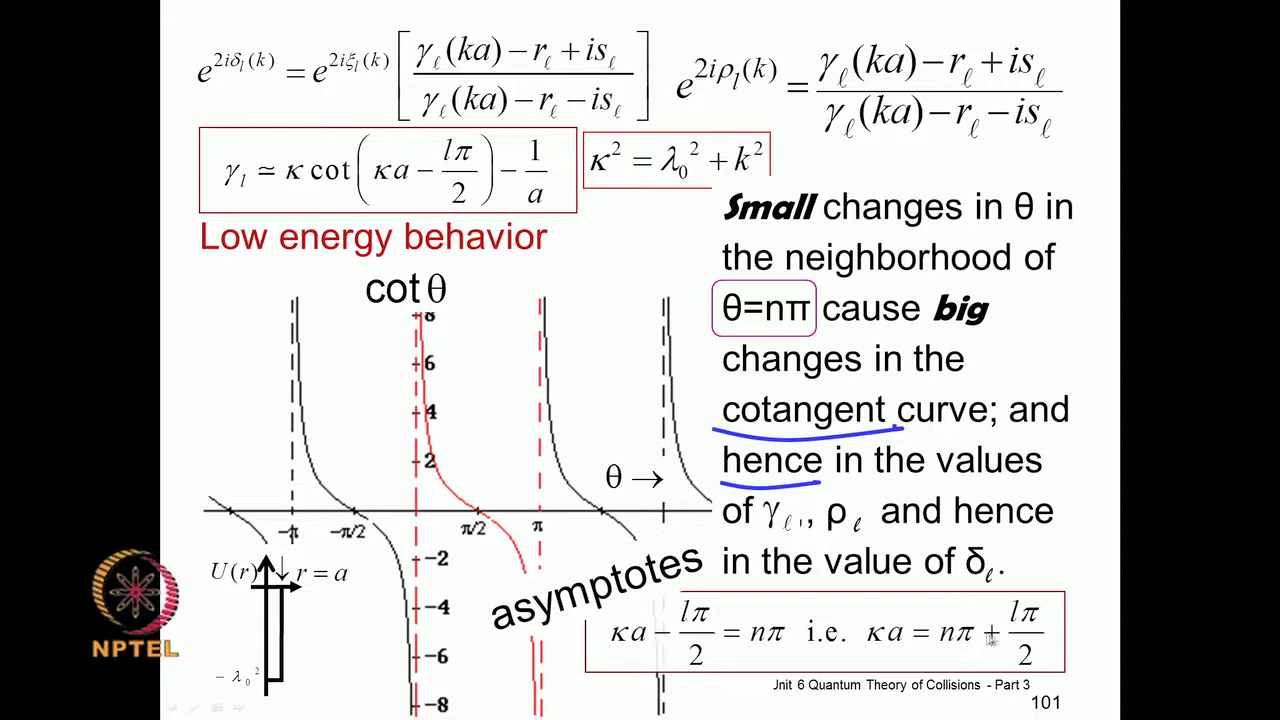 e^{2iδ_l(k)} = e^{2iξ_l(k)} [ (γ_ℓ(ka) − r_ℓ + is_ℓ) / (γ_ℓ(ka) − r_ℓ − is_ℓ) ]
e^{2iρ_l(k)} = (γ_ℓ(ka) − r_ℓ + is_ℓ) / (γ_ℓ(ka) − r_ℓ − is_ℓ)
γ_l ≃ κ cot ( κa − lπ/2 ) − 1/a
κ² = λ₀² + k²
Low energy behavior
Small changes in θ in
the neighborhood of
θ=nπ cause big
changes in the
cotangent curve; and
hence in the values
of γ_ℓ, ρ_ℓ and hence
in the value of δ_ℓ.
cot θ
8
6
4
2
θ →
−π −π/2 π/2 π
−2
−4
−6
−8
asymptotes
U(r) ↓ r = a
− λ₀²
κa − lπ/2 = nπ i.e. κa = nπ + lπ/2
NPTEL
Jnit 6 Quantum Theory of Collisions - Part 3
101